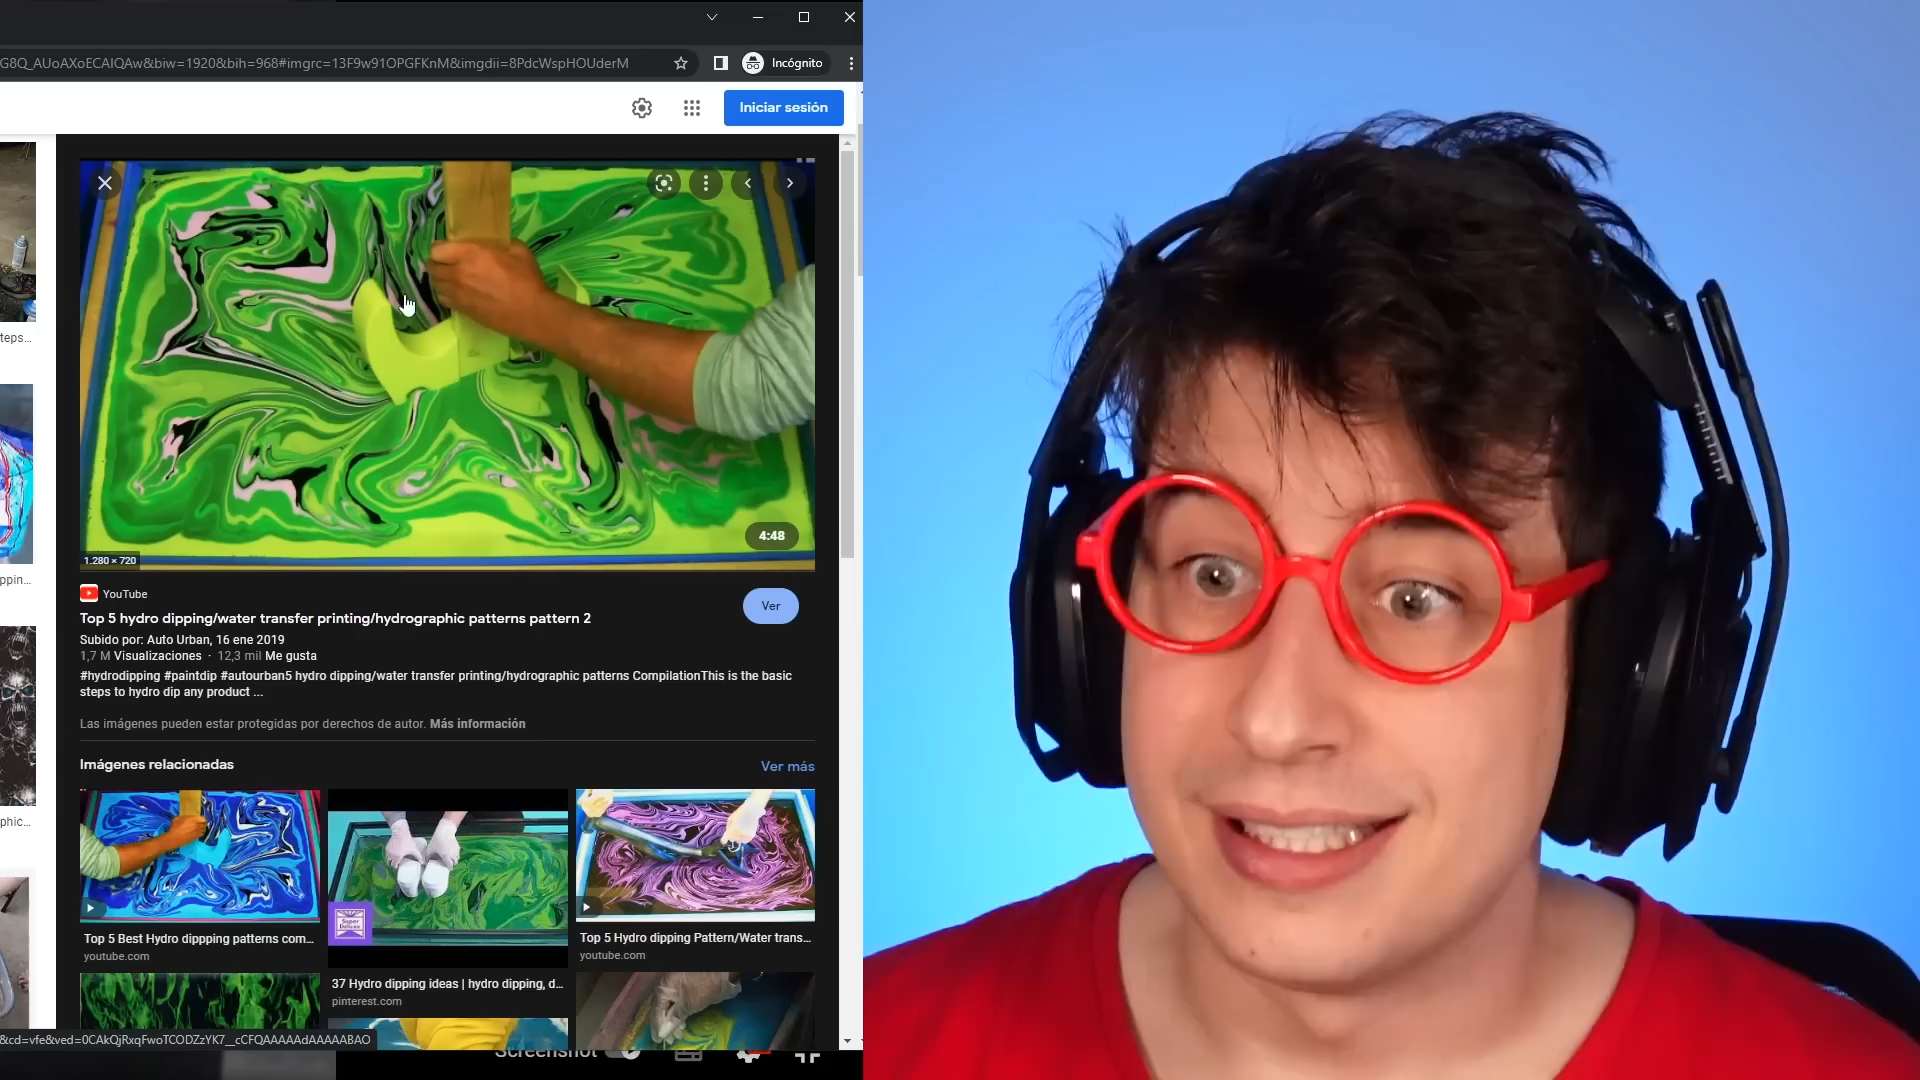 G8Q_AUoAXoECAIQAw&biw=1920&bih=968#imgrc=13F9w91OPGFKnM&imgdii=8PdcWspHOUderM
Incógnito
Iniciar sesión
teps...
ppin...
phic...
4:48
1.280 × 720
YouTube
Ver
Top 5 hydro dipping/water transfer printing/hydrographic patterns pattern 2
Subido por: Auto Urban, 16 ene 2019
1,7 M Visualizaciones · 12,3 mil Me gusta
#hydrodipping #paintdip #autourban5 hydro dipping/water transfer printing/hydrographic patterns CompilationThis is the basic
steps to hydro dip any product ...
Las imágenes pueden estar protegidas por derechos de autor. Más información
Imágenes relacionadas
Ver más
Super
Deluxe
Top 5 Best Hydro dippping patterns com...
youtube.com
37 Hydro dipping ideas | hydro dipping, d...
pinterest.com
Top 5 Hydro dipping Pattern/Water trans...
youtube.com
&cd=vfe&ved=0CAkQjRxqFwoTCODZzYK7__cCFQAAAAAdAAAAABAO
Screenshot